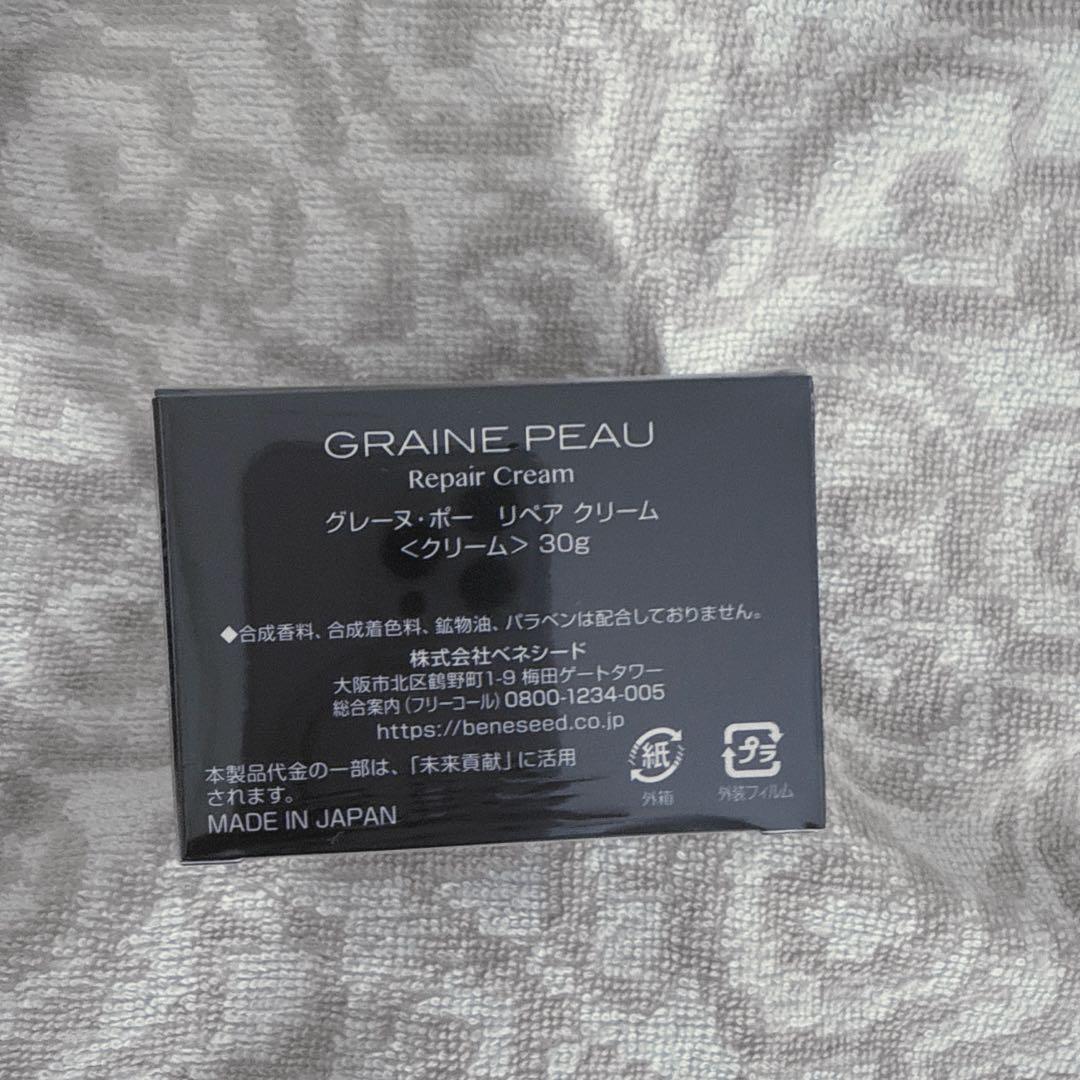 GRAINE PEAU
Repair Cream
グレーヌ・ポー リペア クリーム
＜クリーム＞ 30g
◆合成香料、合成着色料、鉱物油、パラベンは配合しておりません。
株式会社ベネシード
大阪市北区鶴野町1-9 梅田ゲートタワー
総合案内(フリーコール) 0800-1234-005
https://beneseed.co.jp
本製品代金の一部は、「未来貢献」に活用
されます。
MADE IN JAPAN
紙
外箱
プラ
外装フィルム